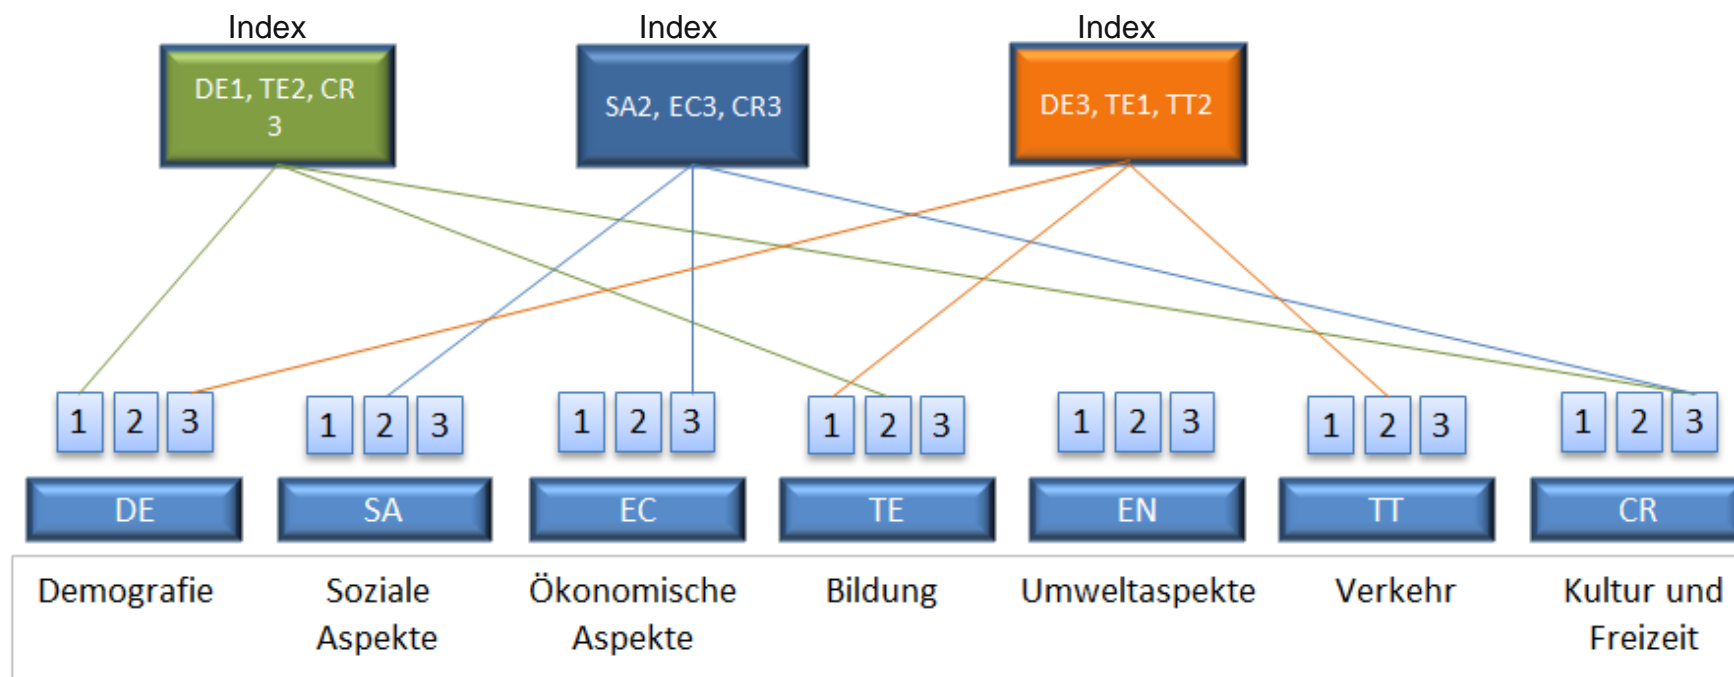 Index Index Index
DE1, TE2, CR
3
SA2, EC3, CR3
DE3, TE1, TT2
1 2 3 1 2 3 1 2 3 1 2 3 1 2 3 1 2 3 1 2 3
DE SA EC TE EN TT CR
Demografie
Soziale
Aspekte
Ökonomische
Aspekte
Bildung
Umweltaspekte
Verkehr
Kultur und
Freizeit